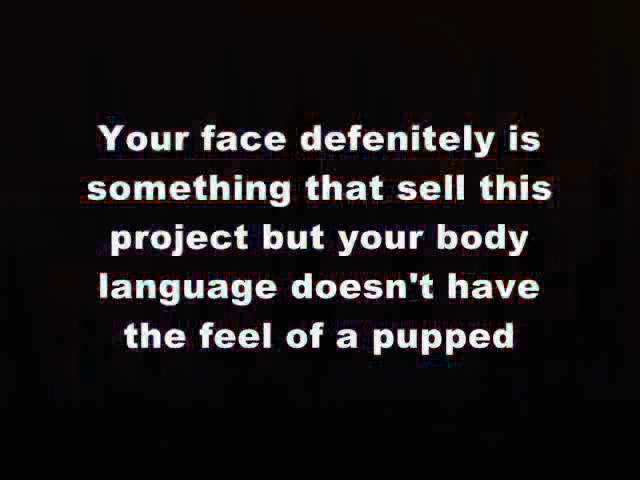 Your face defenitely is
something that sell this
project but your body
language doesn't have
the feel of a pupped